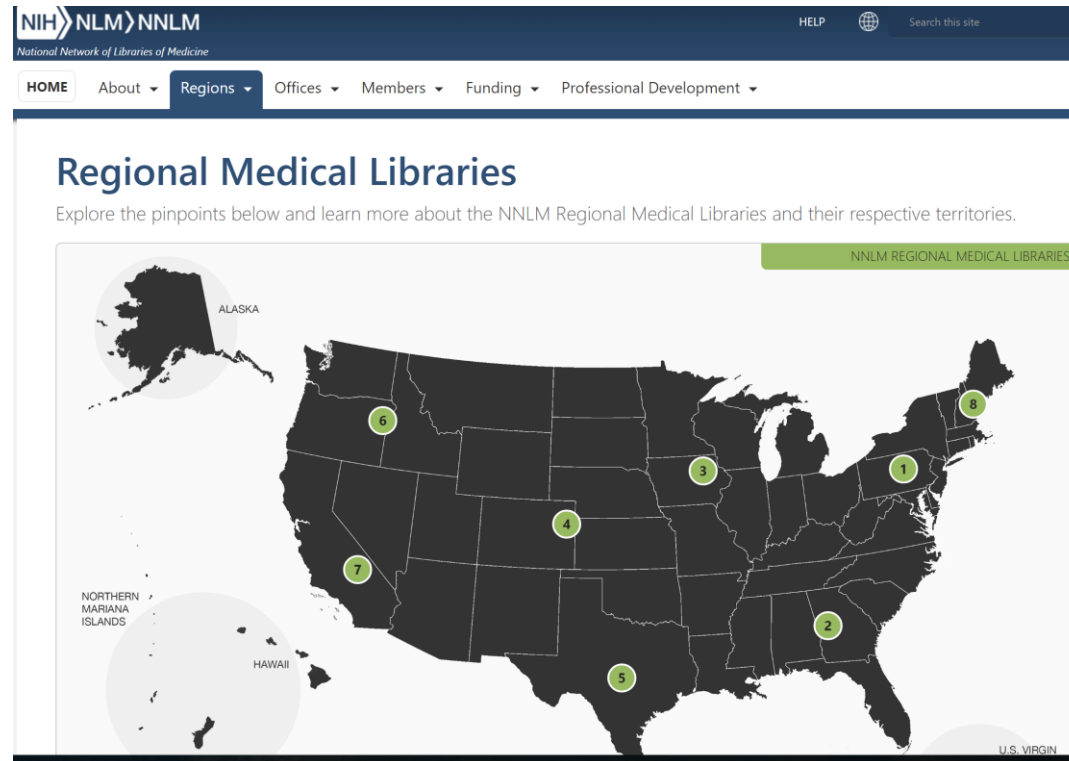 NIH NLM NNLM
HELP
Search this site
National Network of Libraries of Medicine
HOME About Regions Offices Members Funding Professional Development
Regional Medical Libraries
Explore the pinpoints below and learn more about the NNLM Regional Medical Libraries and their respective territories.
NNLM REGIONAL MEDICAL LIBRARIES
ALASKA
8
6
1
3
4
7
NORTHERN
MARIANA
ISLANDS
2
HAWAII
5
U.S. VIRGIN